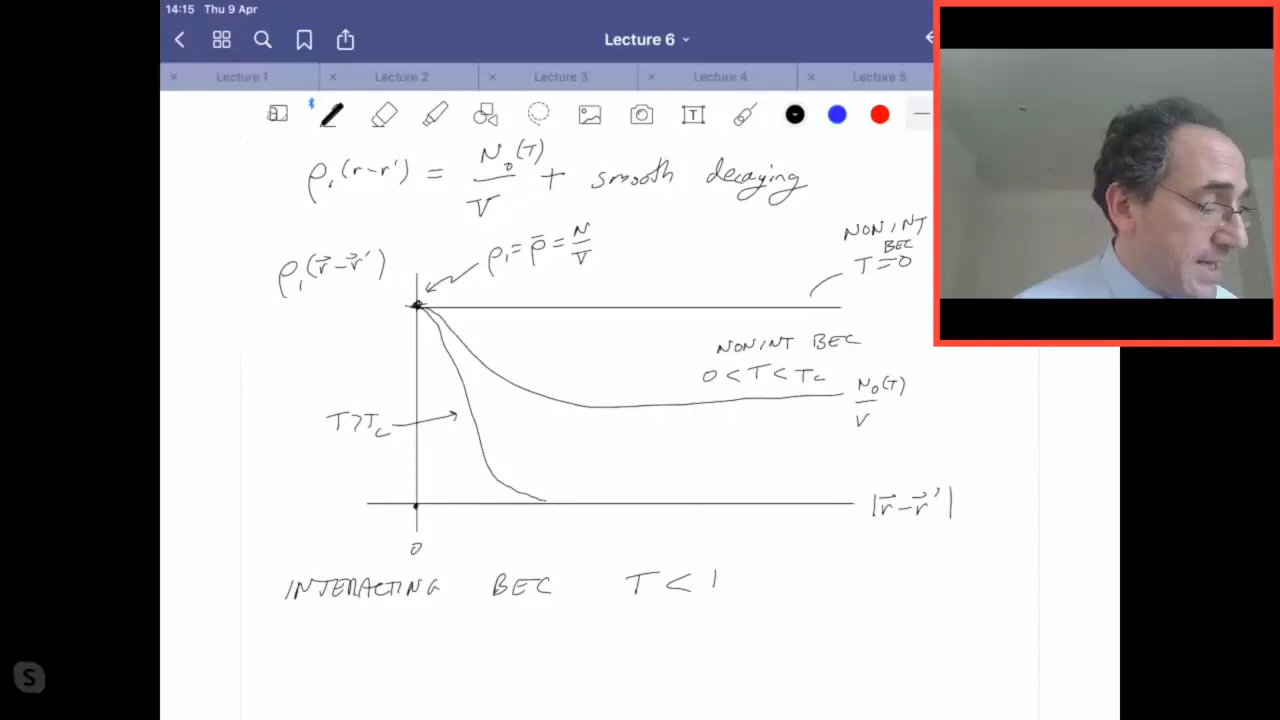 14:15 Thu 9 Apr
Lecture 6
Lecture 1 Lecture 2 Lecture 3 Lecture 4 Lecture 5
T
ρ₁(r-r') = N₀(T)/V + smooth decaying
ρ₁(r⃗-r⃗')
ρ₁ = ρ̄ = N/V
NONINT
BEC
T=0
NONINT BEC
0 < T < Tc
N₀(T)/V
T>Tc
|r⃗-r⃗'|
0
INTERACTING BEC T <
S